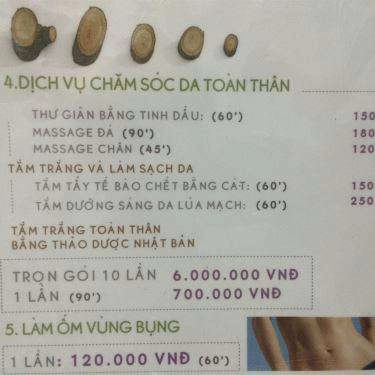 4.DỊCH VỤ CHĂM SÓC DA TOÀN THÂN
THƯ GIÃN BẰNG TINH DẦU: (60') 150
MASSAGE ĐÁ (90') 180
MASSAGE CHÂN (45') 120
TẮM TRẮNG VÀ LÀM SẠCH DA
TẮM TẨY TẾ BÀO CHẾT BẰNG CÁT: (60') 150
TẮM DƯỠNG SÁNG DA LÚA MẠCH: (60') 250
TẮM TRẮNG TOÀN THÂN
BẰNG THẢO DƯỢC NHẬT BẢN
TRỌN GÓI 10 LẦN 6.000.000 VNĐ
1 LẦN (90') 700.000 VNĐ
5. LÀM ỐM VÙNG BỤNG
1 LẦN: 120.000 VNĐ (60')